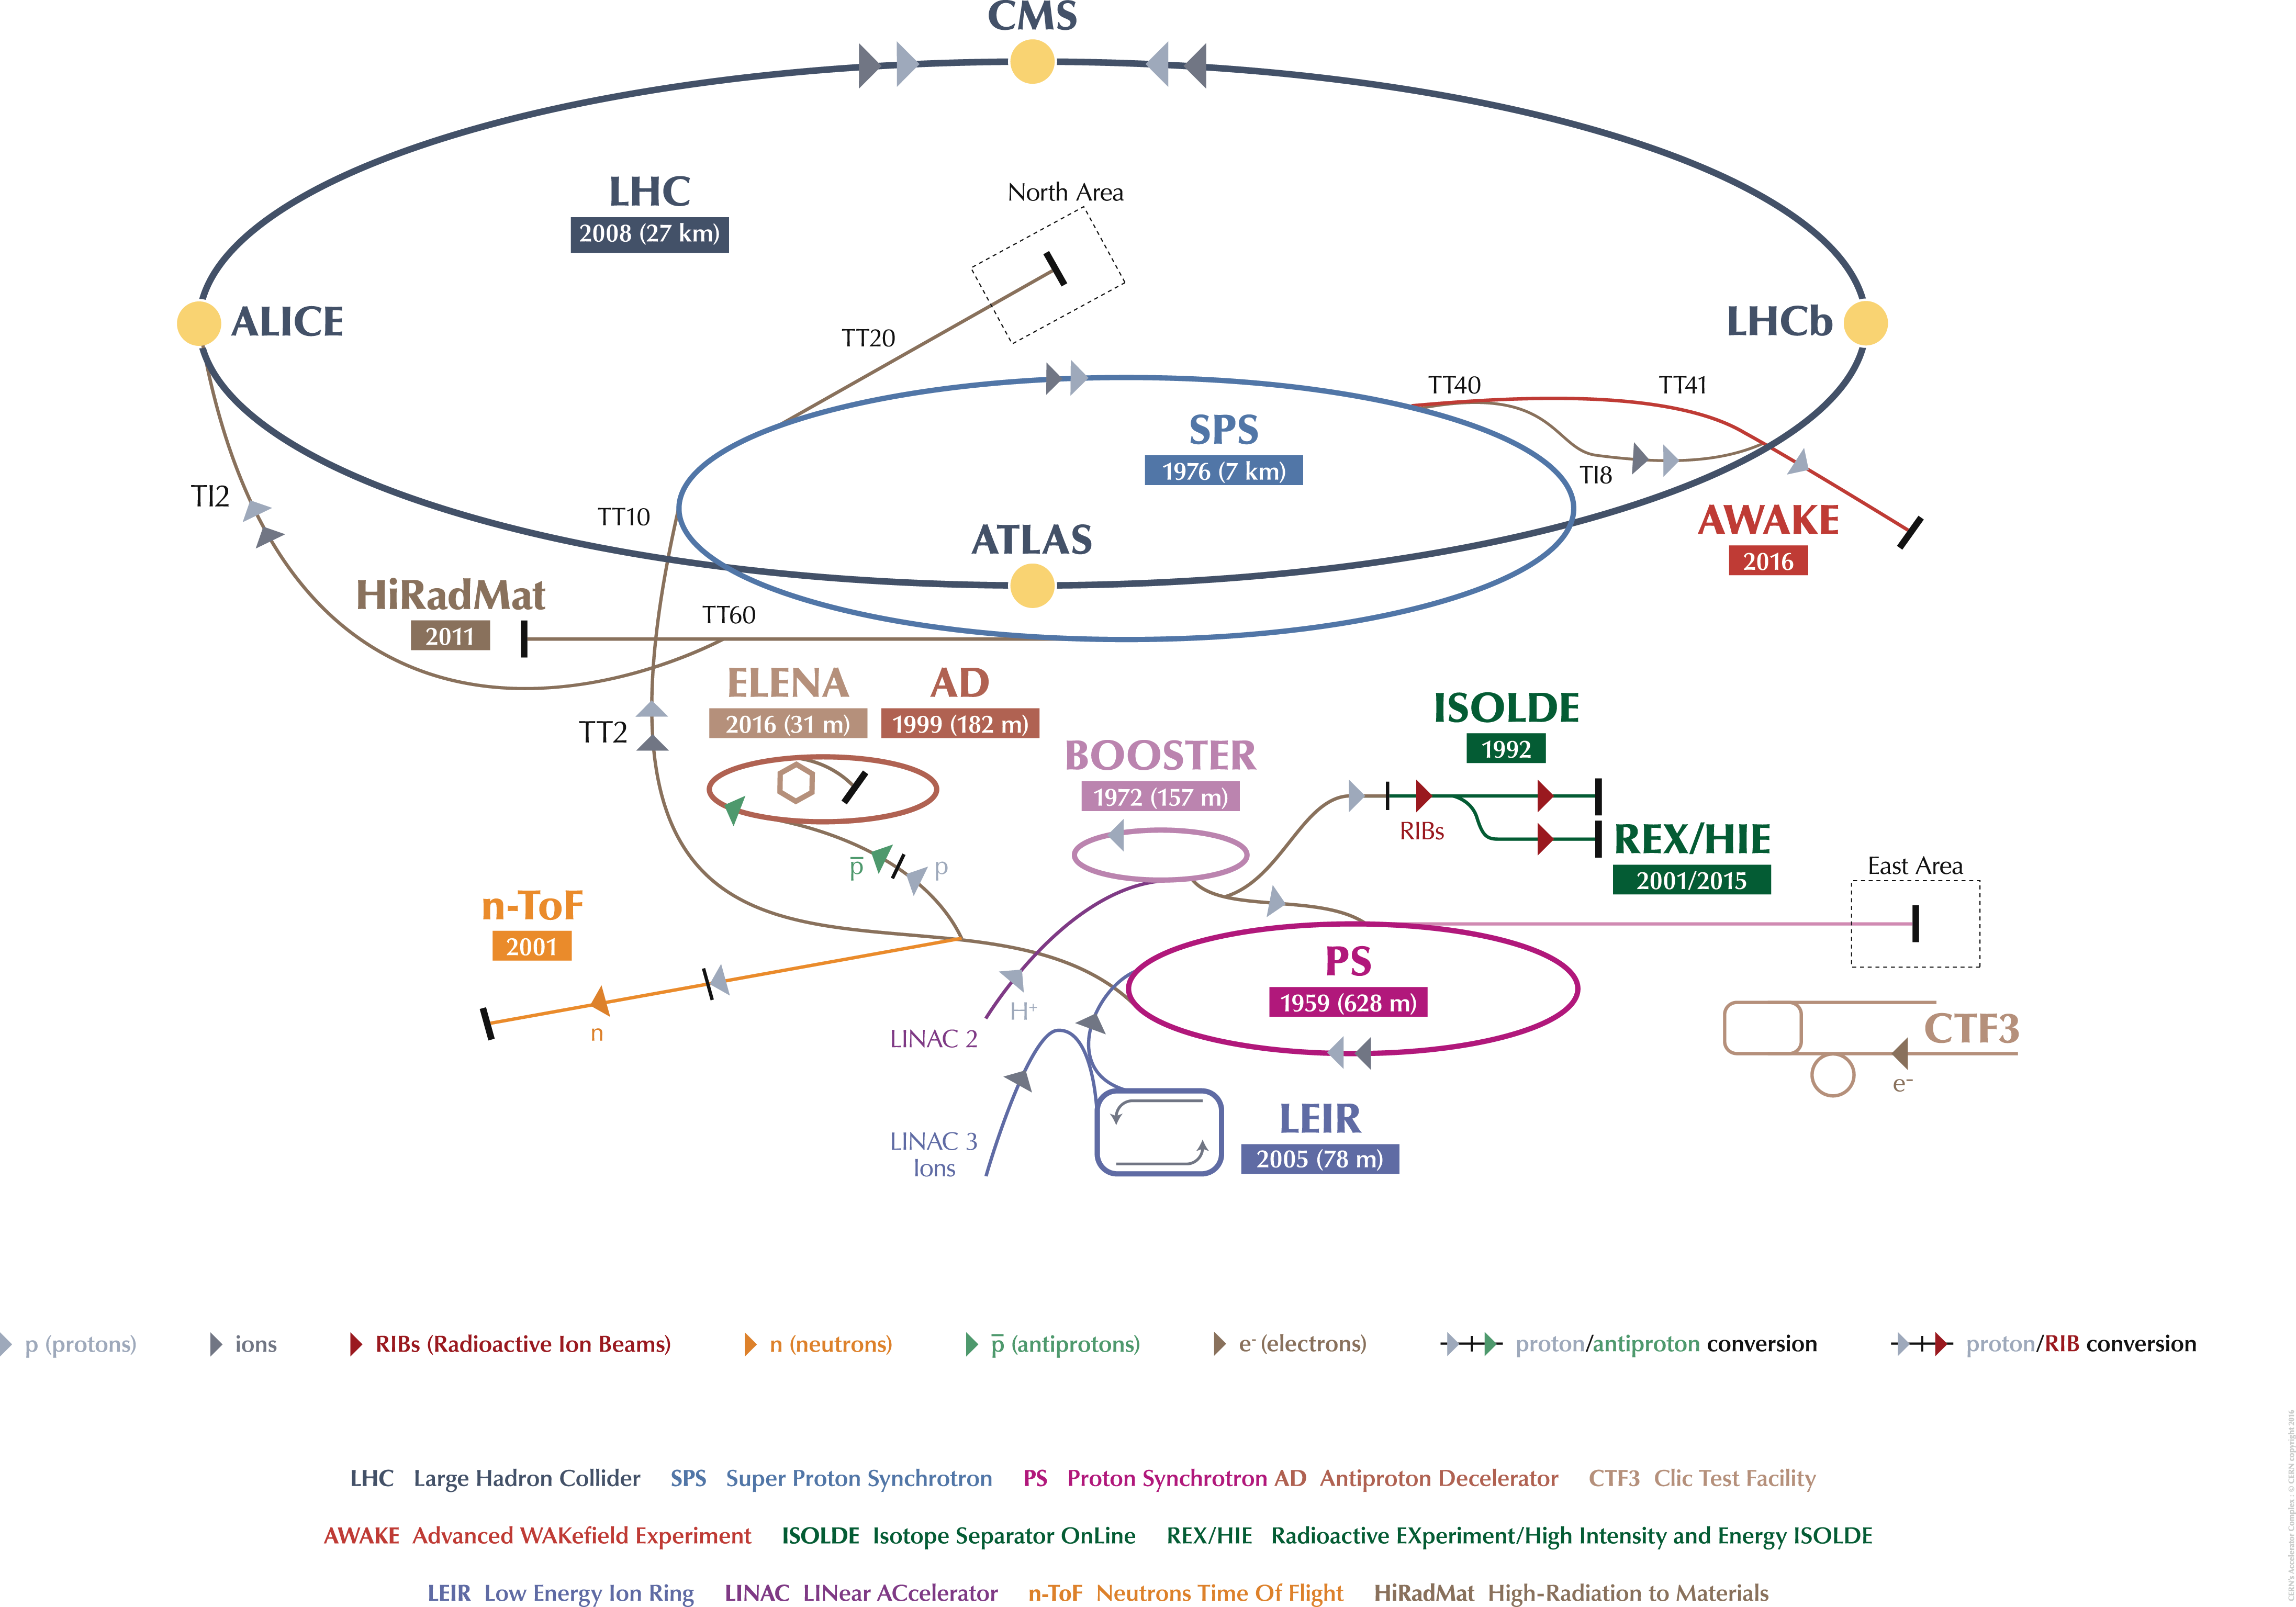 CMS
LHC
2008 (27 km)
North Area
ALICE
LHCb
TT20
TT40
TT41
SPS
1976 (7 km)
TI8
TI2
TT10
ATLAS
AWAKE
2016
HiRadMat
2011
TT60
ELENA
2016 (31 m)
AD
1999 (182 m)
TT2
ISOLDE
1992
BOOSTER
1972 (157 m)
RIBs
REX/HIE
2001/2015
p̅
p
East Area
n-ToF
2001
PS
1959 (628 m)
H⁺
LINAC 2
n
CTF3
e⁻
LEIR
2005 (78 m)
LINAC 3
Ions
p (protons) ions RIBs (Radioactive Ion Beams) n (neutrons) p̅ (antiprotons) e⁻ (electrons) proton/antiproton conversion proton/RIB conversion
LHC Large Hadron Collider SPS Super Proton Synchrotron PS Proton Synchrotron AD Antiproton Decelerator CTF3 Clic Test Facility
AWAKE Advanced WAKefield Experiment ISOLDE Isotope Separator OnLine REX/HIE Radioactive EXperiment/High Intensity and Energy ISOLDE
LEIR Low Energy Ion Ring LINAC LINear ACcelerator n-ToF Neutrons Time Of Flight HiRadMat High-Radiation to Materials
CERN's Accelerator Complex : © CERN copyright 2016